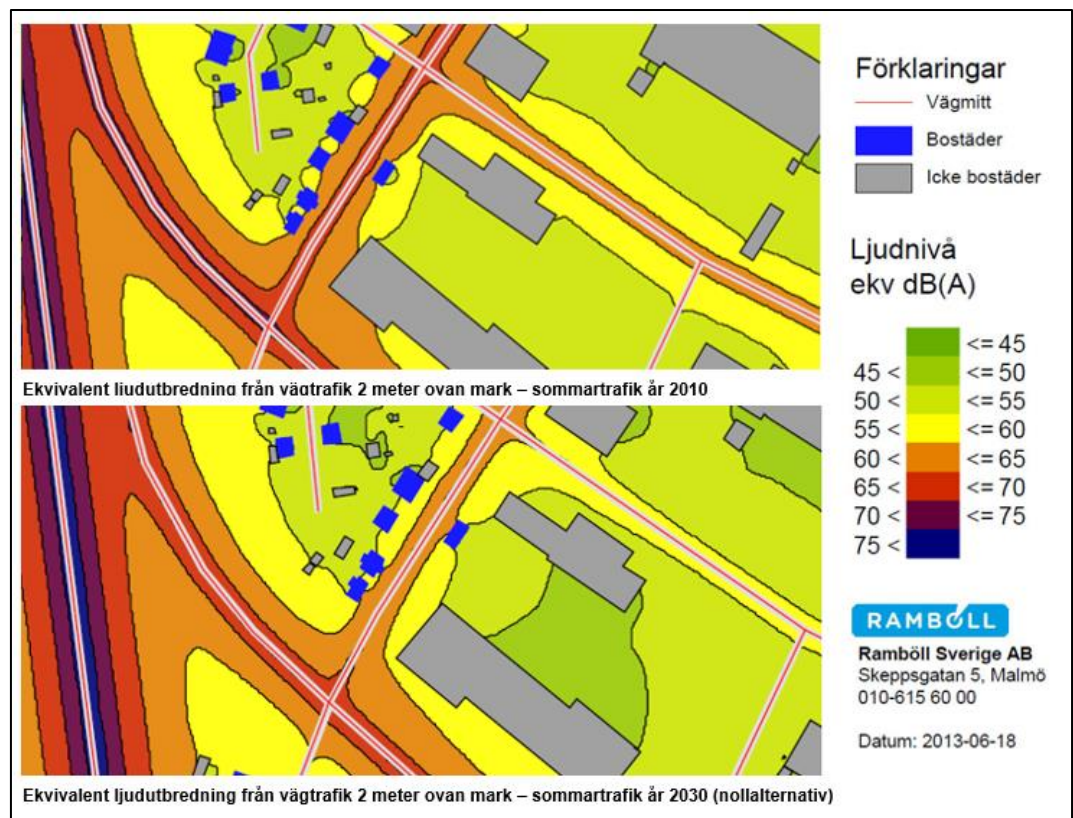 Förklaringar
Vägmitt
Bostäder
Icke bostäder
Ljudnivå
ekv dB(A)
<= 45
45 < <= 50
50 < <= 55
55 < <= 60
60 < <= 65
65 < <= 70
70 < <= 75
75 <
Ekvivalent ljudutbredning från vägtrafik 2 meter ovan mark – sommartrafik år 2010
Ekvivalent ljudutbredning från vägtrafik 2 meter ovan mark – sommartrafik år 2030 (nollalternativ)
RAMBOLL
Ramböll Sverige AB
Skeppsgatan 5, Malmö
010-615 60 00
Datum: 2013-06-18